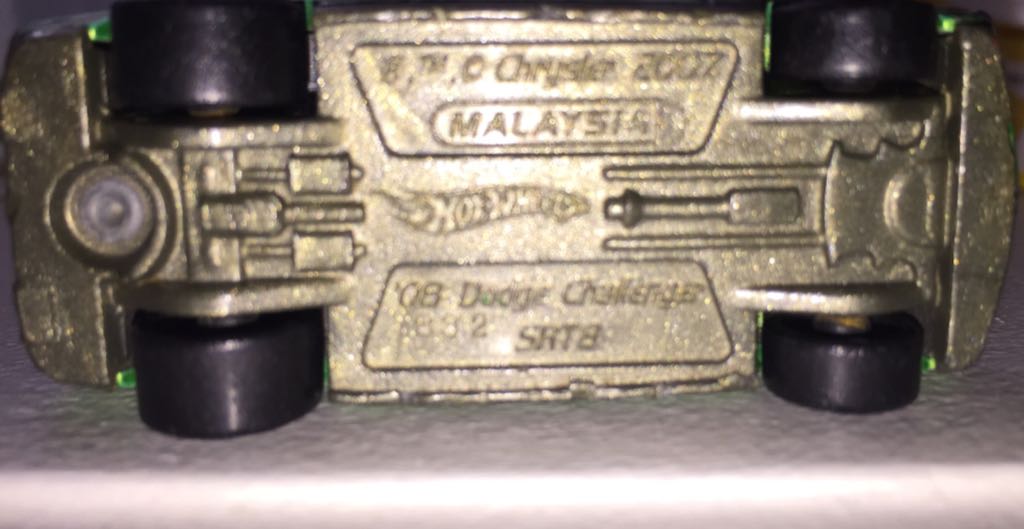 ®, ™, © Chrysler 2007
MALAYSIA
HOT WHEELS
'08 Dodge Challenger
SRT8